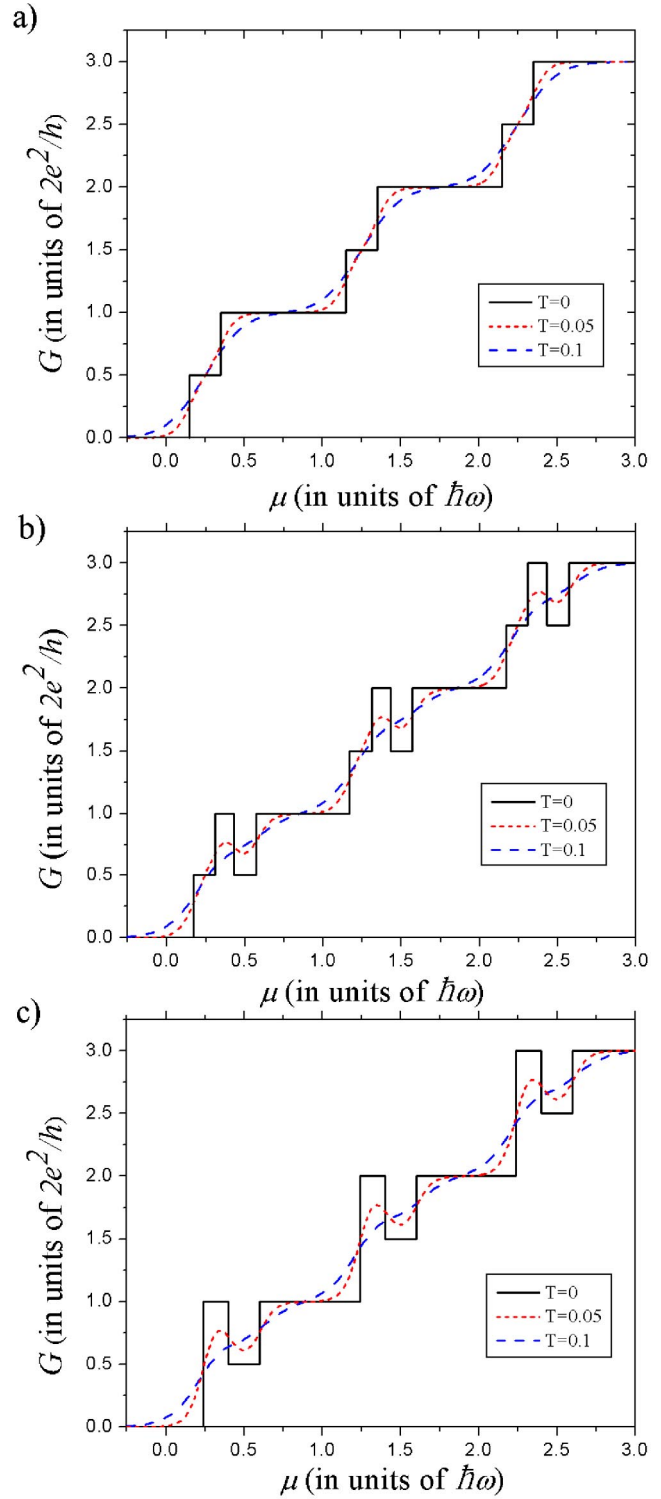 a)
3.0
2.5
2.0
1.5
1.0
0.5
0.0
G (in units of 2e²/h)
T=0
T=0.05
T=0.1
0.0 0.5 1.0 1.5 2.0 2.5 3.0
μ (in units of ħω)
b)
3.0
2.5
2.0
1.5
1.0
0.5
0.0
G (in units of 2e²/h)
T=0
T=0.05
T=0.1
0.0 0.5 1.0 1.5 2.0 2.5 3.0
μ (in units of ħω)
c)
3.0
2.5
2.0
1.5
1.0
0.5
0.0
G (in units of 2e²/h)
T=0
T=0.05
T=0.1
0.0 0.5 1.0 1.5 2.0 2.5 3.0
μ (in units of ħω)